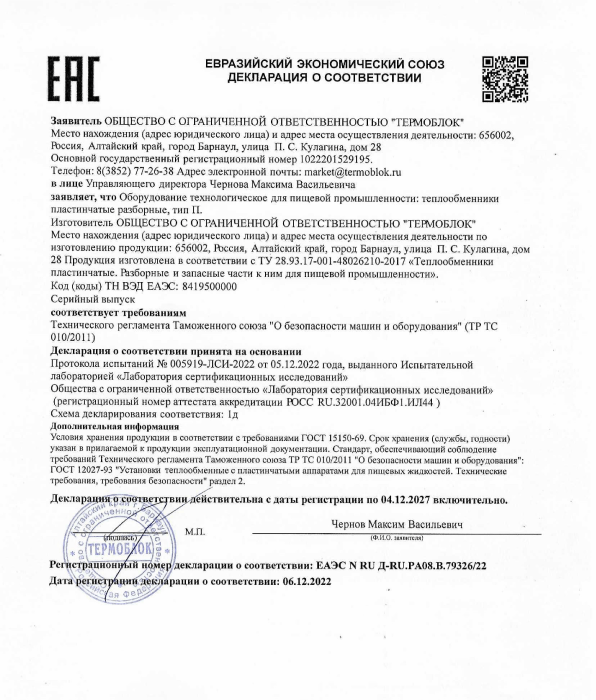 EAC
ЕВРАЗИЙСКИЙ ЭКОНОМИЧЕСКИЙ СОЮЗ
ДЕКЛАРАЦИЯ О СООТВЕТСТВИИ
Заявитель ОБЩЕСТВО С ОГРАНИЧЕННОЙ ОТВЕТСТВЕННОСТЬЮ "ТЕРМОБЛОК"
Место нахождения (адрес юридического лица) и адрес места осуществления деятельности: 656002,
Россия, Алтайский край, город Барнаул, улица П. С. Кулагина, дом 28
Основной государственный регистрационный номер 1022201529195.
Телефон: 8(3852) 77-26-38 Адрес электронной почты: market@termoblok.ru
в лице Управляющего директора Чернова Максима Васильевича
заявляет, что Оборудование технологическое для пищевой промышленности: теплообменники
пластинчатые разборные, тип П.
Изготовитель ОБЩЕСТВО С ОГРАНИЧЕННОЙ ОТВЕТСТВЕННОСТЬЮ "ТЕРМОБЛОК"
Место нахождения (адрес юридического лица) и адрес места осуществления деятельности по
изготовлению продукции: 656002, Россия, Алтайский край, город Барнаул, улица П. С. Кулагина, дом
28 Продукция изготовлена в соответствии с ТУ 28.93.17-001-48026210-2017 «Теплообменники
пластинчатые. Разборные и запасные части к ним для пищевой промышленности».
Код (коды) ТН ВЭД ЕАЭС: 8419500000
Серийный выпуск
соответствует требованиям
Технического регламента Таможенного союза "О безопасности машин и оборудования" (ТР ТС
010/2011)
Декларация о соответствии принята на основании
Протокола испытаний № 005919-ЛСИ-2022 от 05.12.2022 года, выданного Испытательной
лабораторией «Лаборатория сертификационных исследований»
Общества с ограниченной ответственностью «Лаборатория сертификационных исследований»
(регистрационный номер аттестата аккредитации РОСС RU.32001.04ИБФ1.ИЛ44 )
Схема декларирования соответствия: 1д
Дополнительная информация
Условия хранения продукции в соответствии с требованиями ГОСТ 15150-69. Срок хранения (службы, годности)
указан в прилагаемой к продукции эксплуатационной документации. Стандарт, обеспечивающий соблюдение
требований Технического регламента Таможенного союза ТР ТС 010/2011 "О безопасности машин и оборудования":
ГОСТ 12027-93 "Установки теплообменные с пластинчатыми аппаратами для пищевых жидкостей. Технические
требования, требования безопасности" раздел 2.
Декларация о соответствии действительна с даты регистрации по 04.12.2027 включительно.
Чернов Максим Васильевич
(подпись)
М.П.
(Ф.И.О. заявителя)
ТЕРМОБЛОК
Регистрационный номер декларации о соответствии: ЕАЭС N RU Д-RU.РА08.В.79326/22
Дата регистрации декларации о соответствии: 06.12.2022